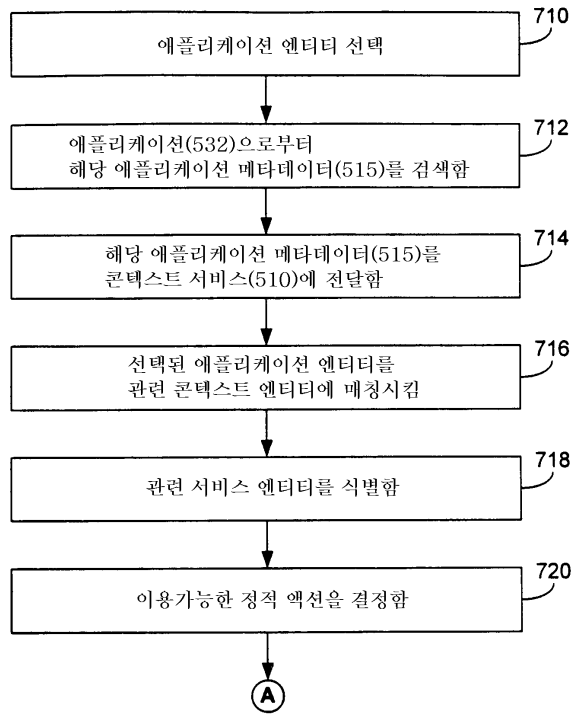 710
애플리케이션 엔티티 선택
712
애플리케이션(532)으로부터
해당 애플리케이션 메타데이터(515)를 검색함
714
해당 애플리케이션 메타데이터(515)를
콘텍스트 서비스(510)에 전달함
716
선택된 애플리케이션 엔티티를
관련 콘텍스트 엔티티에 매칭시킴
718
관련 서비스 엔티티를 식별함
720
이용가능한 정적 액션을 결정함
A